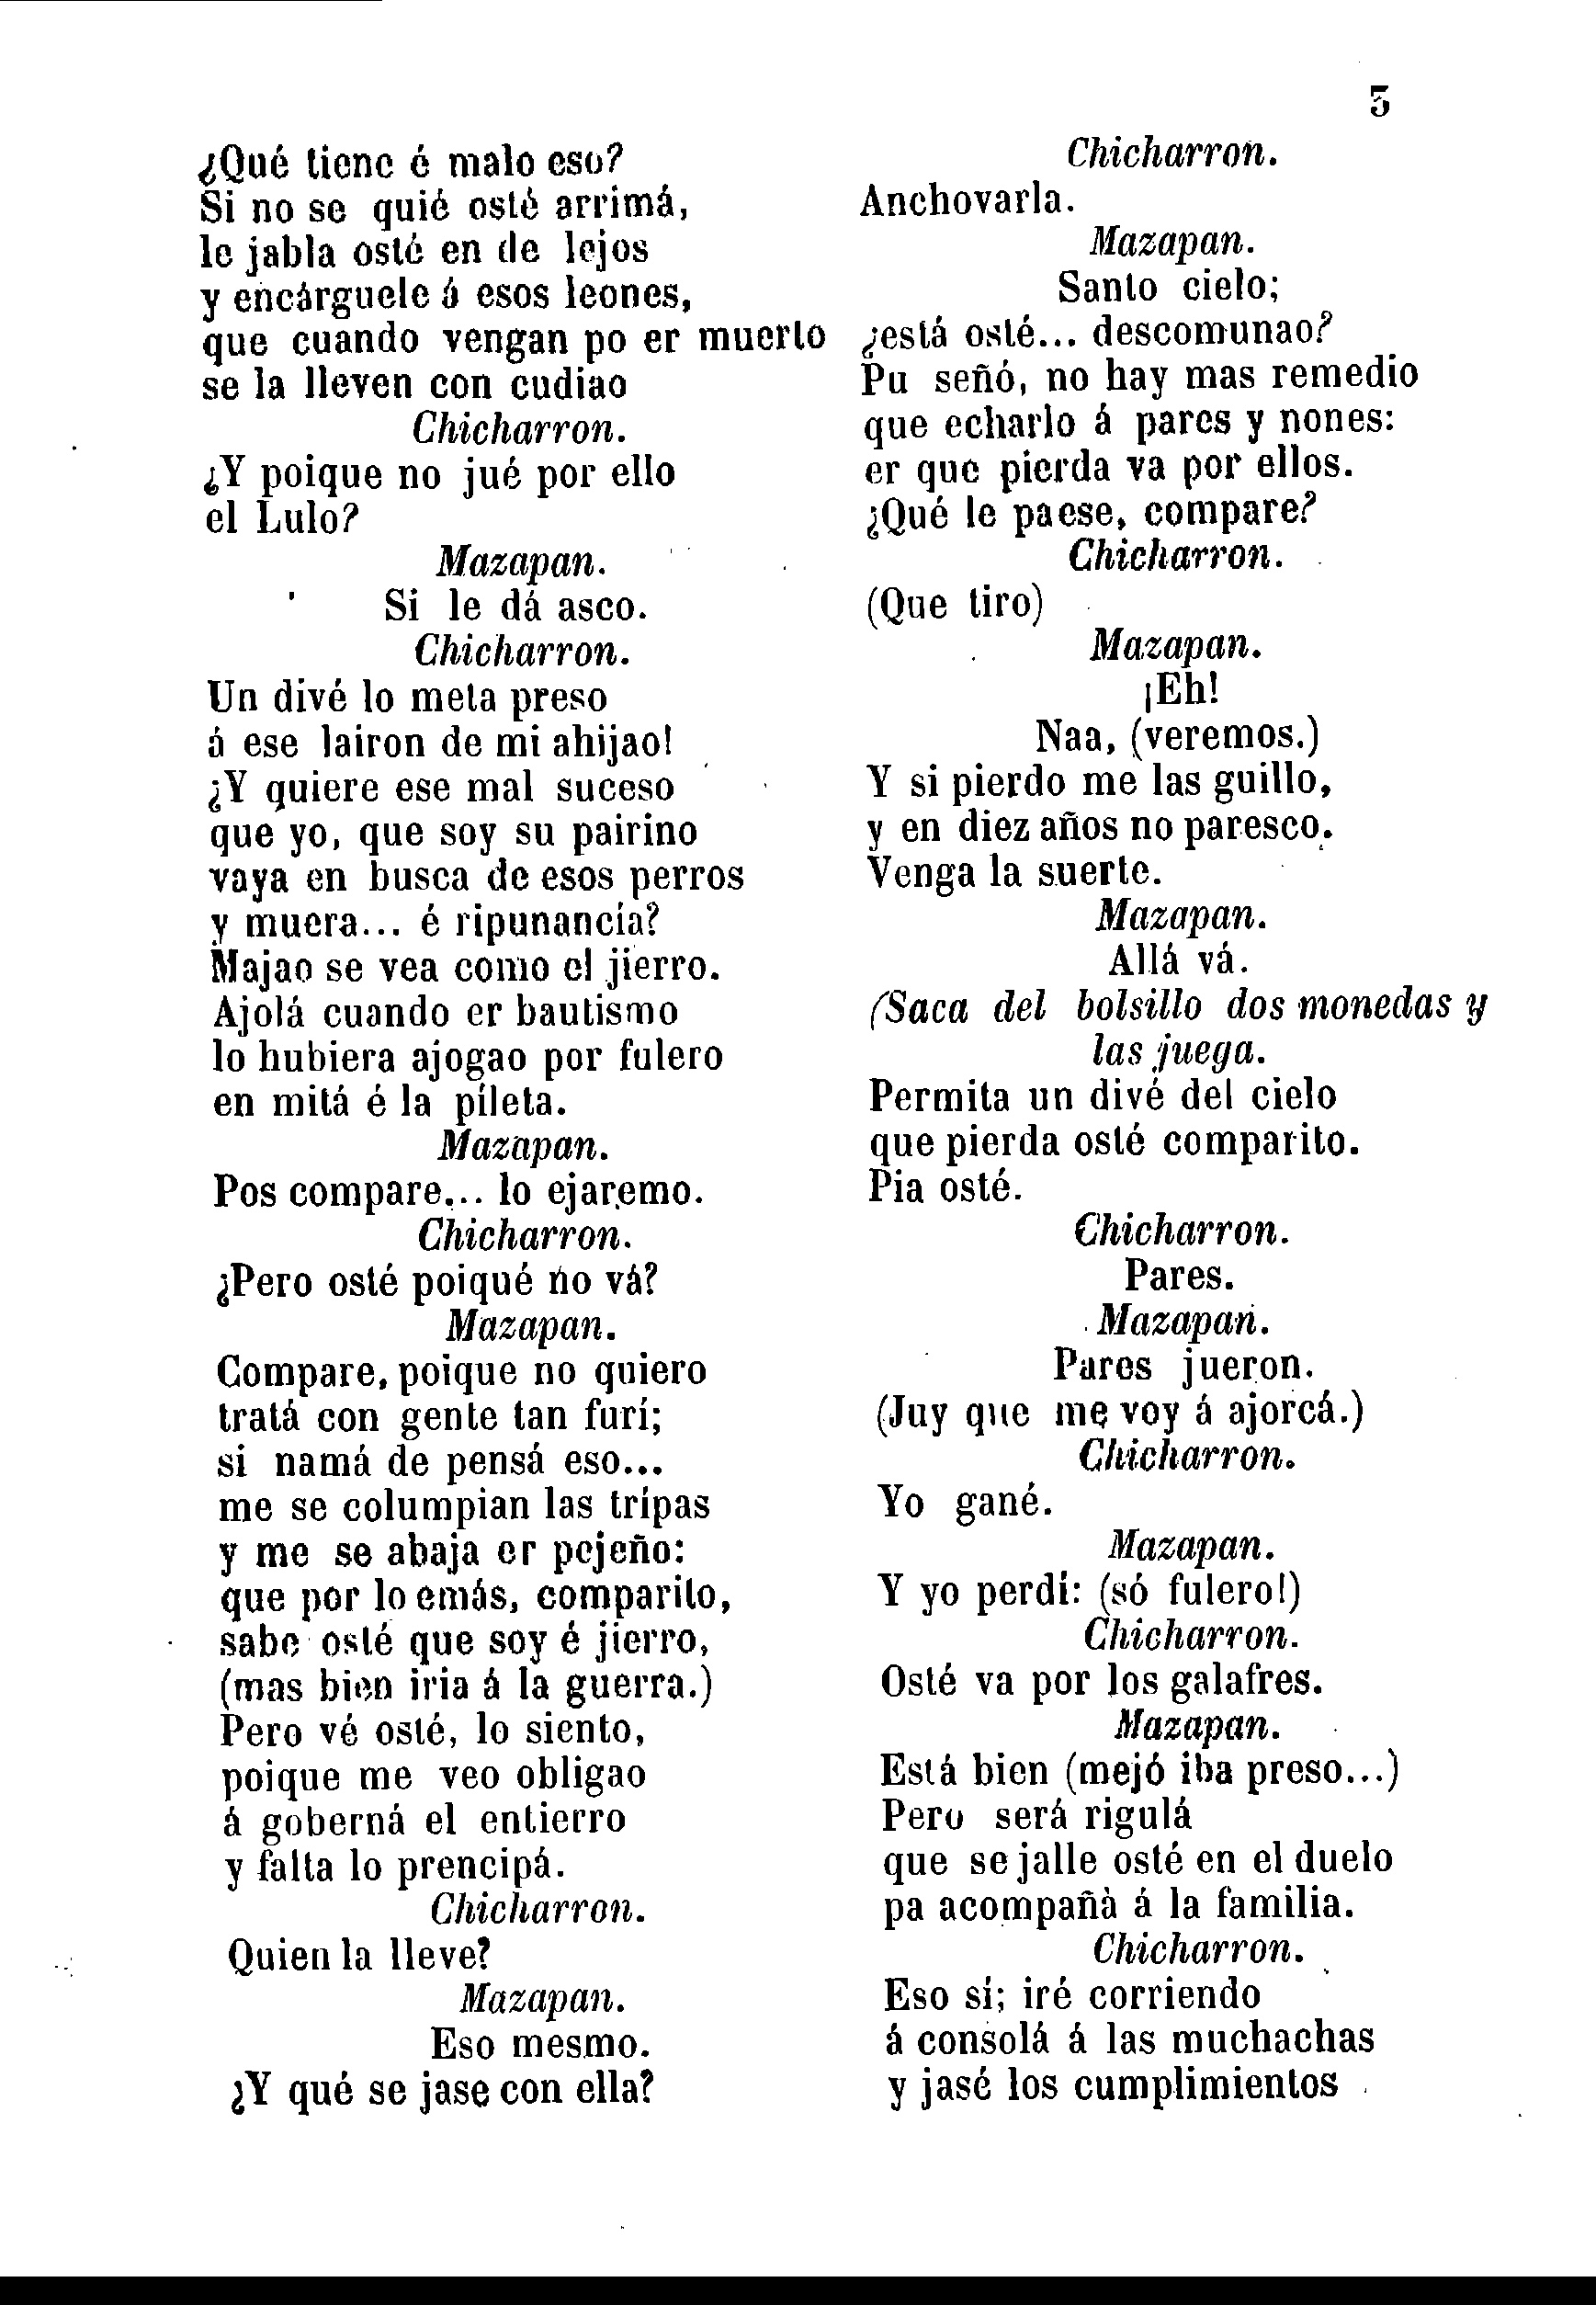 3
¿Qué tiene é malo eso?
Si no se quié osté arrimá,
le jabla osté en de lejos
y encárguele á esos leones,
que cuando vengan po er muerto
se la lleven con cudiao
Chicharron.
¿Y poique no jué por ello
el Lulo?
Mazapan.
Si le dá asco.
Chicharron.
Un divé lo meta preso
á ese lairon de mi ahijao!
¿Y quiere ese mal suceso
que yo, que soy su pairino
vaya en busca de esos perros
y muera... é ripunancía?
Majao se vea como el jierro.
Ajolá cuando er bautismo
lo hubiera ajogao por fulero
en mitá é la píleta.
Mazapan.
Pos compare... lo ejaremo.
Chicharron.
¿Pero osté poiqué no vá?
Mazapan.
Compare, poique no quiero
tratá con gente tan furí;
si namá de pensá eso...
me se columpian las trípas
y me se abaja er pejeño:
que por lo emás, comparito,
sabe osté que soy é jierro,
(mas bien iria á la guerra.)
Pero vé osté, lo siento,
poique me veo obligao
á goberná el entierro
y falta lo prencipá.
Chicharron.
Quien la lleve?
Mazapan.
Eso mesmo.
¿Y qué se jase con ella?
Chicharron.
Anchovarla.
Mazapan.
Santo cielo;
¿está osté... descomunao?
Pu señó, no hay mas remedio
que echarlo á pares y nones:
er que pierda va por ellos.
¿Qué le paese, compare?
Chicharron.
(Que tiro)
Mazapan.
¡Eh!
Naa, (veremos.)
Y si pierdo me las guillo,
y en diez años no paresco.
Venga la suerte.
Mazapan.
Allá vá.
(Saca del bolsillo dos monedas y
las juega.
Permita un divé del cielo
que pierda osté comparito.
Pia osté.
Chicharron.
Pares.
Mazapan.
Pares jueron.
(Juy que me voy á ajorcá.)
Chicharron.
Yo gané.
Mazapan.
Y yo perdí: (só fulero!)
Chicharron.
Osté va por los galafres.
Mazapan.
Está bien (mejó iba preso...)
Pero será rigulá
que se jalle osté en el duelo
pa acompañà á la familia.
Chicharron.
Eso sí; iré corriendo
á consolá á las muchachas
y jasé los cumplimientos